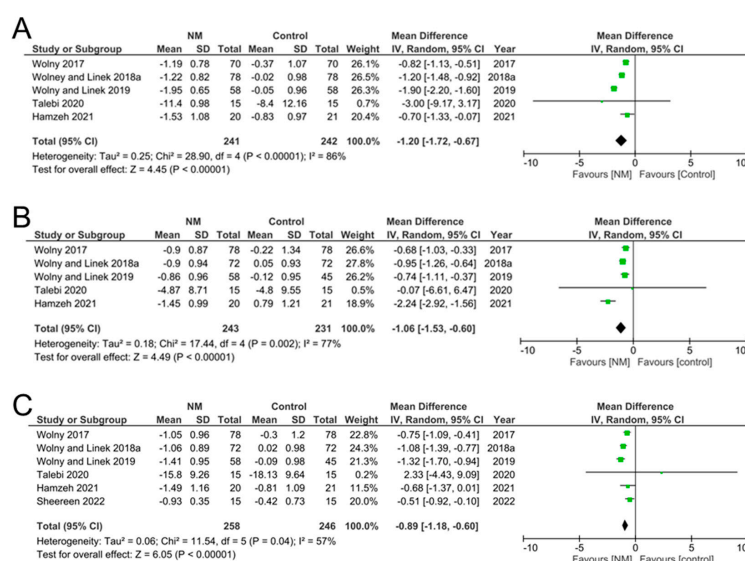 A
NM Control Mean Difference Mean Difference
Study or Subgroup Mean SD Total Mean SD Total Weight IV, Random, 95% CI Year IV, Random, 95% CI
Wolny 2017 -1.19 0.78 70 -0.37 1.07 70 26.1% -0.82 [-1.13, -0.51] 2017
Wolney and Linek 2018a -1.22 0.82 78 -0.02 0.98 78 26.6% -1.20 [-1.48, -0.92] 2018a
Wolny and Linek 2019 -1.95 0.65 58 -0.05 0.96 58 26.2% -1.90 [-2.20, -1.60] 2019
Talebi 2020 -11.4 0.98 15 -8.4 12.16 15 0.7% -3.00 [-9.17, 3.17] 2020
Hamzeh 2021 -1.53 1.08 20 -0.83 0.97 21 20.4% -0.70 [-1.33, -0.07] 2021
Total (95% CI) 241 242 100.0% -1.20 [-1.72, -0.67]
Heterogeneity: Tau² = 0.25; Chi² = 28.90, df = 4 (P < 0.00001); I² = 86%
Test for overall effect: Z = 4.45 (P < 0.00001)
-10 -5 0 5 10
Favours [NM] Favours [Control]
B
NM Control Mean Difference Mean Difference
Study or Subgroup Mean SD Total Mean SD Total Weight IV, Random, 95% CI Year IV, Random, 95% CI
Wolny 2017 -0.9 0.87 78 -0.22 1.34 78 26.6% -0.68 [-1.03, -0.33] 2017
Wolny and Linek 2018a -0.9 0.94 72 0.05 0.93 72 27.8% -0.95 [-1.26, -0.64] 2018a
Wolny and Linek 2019 -0.86 0.96 58 -0.12 0.95 45 26.2% -0.74 [-1.11, -0.37] 2019
Talebi 2020 -4.87 8.71 15 -4.8 9.55 15 0.5% -0.07 [-6.61, 6.47] 2020
Hamzeh 2021 -1.45 0.99 20 0.79 1.21 21 18.9% -2.24 [-2.92, -1.56] 2021
Total (95% CI) 243 231 100.0% -1.06 [-1.53, -0.60]
Heterogeneity: Tau² = 0.18; Chi² = 17.44, df = 4 (P = 0.002); I² = 77%
Test for overall effect: Z = 4.49 (P < 0.00001)
-10 -5 0 5 10
Favours [NM] Favours [control]
C
NM Control Mean Difference Mean Difference
Study or Subgroup Mean SD Total Mean SD Total Weight IV, Random, 95% CI Year IV, Random, 95% CI
Wolny 2017 -1.05 0.96 78 -0.3 1.2 78 22.8% -0.75 [-1.09, -0.41] 2017
Wolny and Linek 2018a -1.06 0.89 72 0.02 0.98 72 24.3% -1.08 [-1.39, -0.77] 2018a
Wolny and Linek 2019 -1.41 0.95 58 -0.09 0.98 45 21.3% -1.32 [-1.70, -0.94] 2019
Talebi 2020 -15.8 9.26 15 -18.13 9.64 15 0.2% 2.33 [-4.43, 9.09] 2020
Hamzeh 2021 -1.49 1.16 20 -0.81 1.09 21 11.5% -0.68 [-1.37, 0.01] 2021
Sheereen 2022 -0.93 0.35 15 -0.42 0.73 15 20.0% -0.51 [-0.92, -0.10] 2022
Total (95% CI) 258 246 100.0% -0.89 [-1.18, -0.60]
Heterogeneity: Tau² = 0.06; Chi² = 11.54, df = 5 (P = 0.04); I² = 57%
Test for overall effect: Z = 6.05 (P < 0.00001)
-10 -5 0 5 10
Favours [NM] Favours [Control]